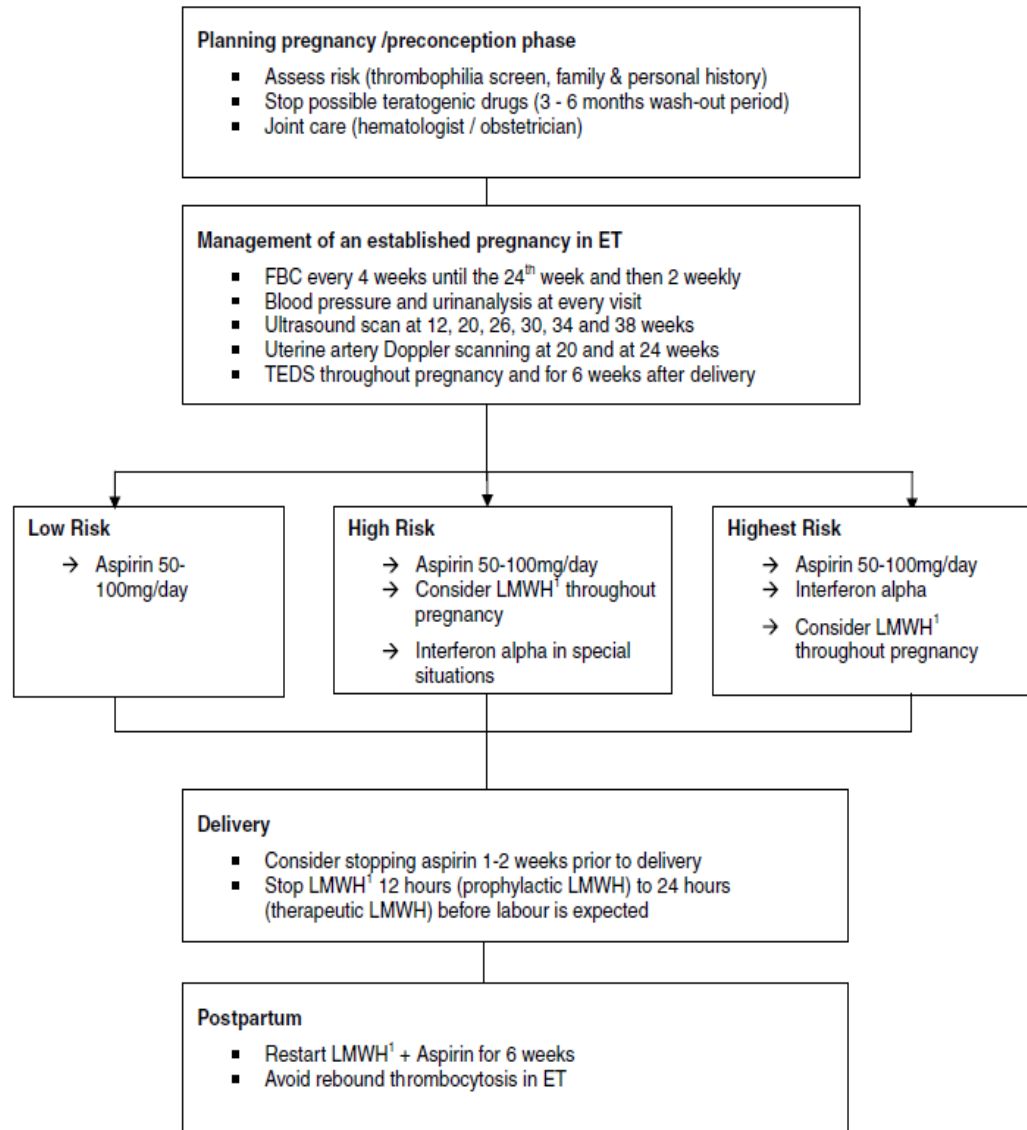 Planning pregnancy /preconception phase
▪ Assess risk (thrombophilia screen, family & personal history)
▪ Stop possible teratogenic drugs (3 - 6 months wash-out period)
▪ Joint care (hematologist / obstetrician)
Management of an established pregnancy in ET
▪ FBC every 4 weeks until the 24th week and then 2 weekly
▪ Blood pressure and urinanalysis at every visit
▪ Ultrasound scan at 12, 20, 26, 30, 34 and 38 weeks
▪ Uterine artery Doppler scanning at 20 and at 24 weeks
▪ TEDS throughout pregnancy and for 6 weeks after delivery
Low Risk
→ Aspirin 50-
100mg/day
High Risk
→ Aspirin 50-100mg/day
→ Consider LMWH1 throughout
pregnancy
→ Interferon alpha in special
situations
Highest Risk
→ Aspirin 50-100mg/day
→ Interferon alpha
→ Consider LMWH1
throughout pregnancy
Delivery
▪ Consider stopping aspirin 1-2 weeks prior to delivery
▪ Stop LMWH1 12 hours (prophylactic LMWH) to 24 hours
(therapeutic LMWH) before labour is expected
Postpartum
▪ Restart LMWH1 + Aspirin for 6 weeks
▪ Avoid rebound thrombocytosis in ET